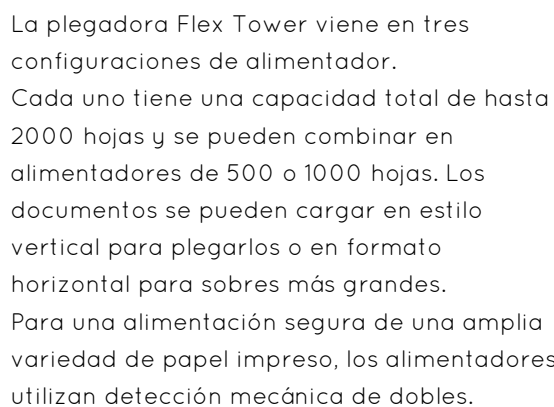 La plegadora Flex Tower viene en tres
configuraciones de alimentador.
Cada uno tiene una capacidad total de hasta
2000 hojas y se pueden combinar en
alimentadores de 500 o 1000 hojas. Los
documentos se pueden cargar en estilo
vertical para plegarlos o en formato
horizontal para sobres más grandes.
Para una alimentación segura de una amplia
variedad de papel impreso, los alimentadores
utilizan detección mecánica de dobles.